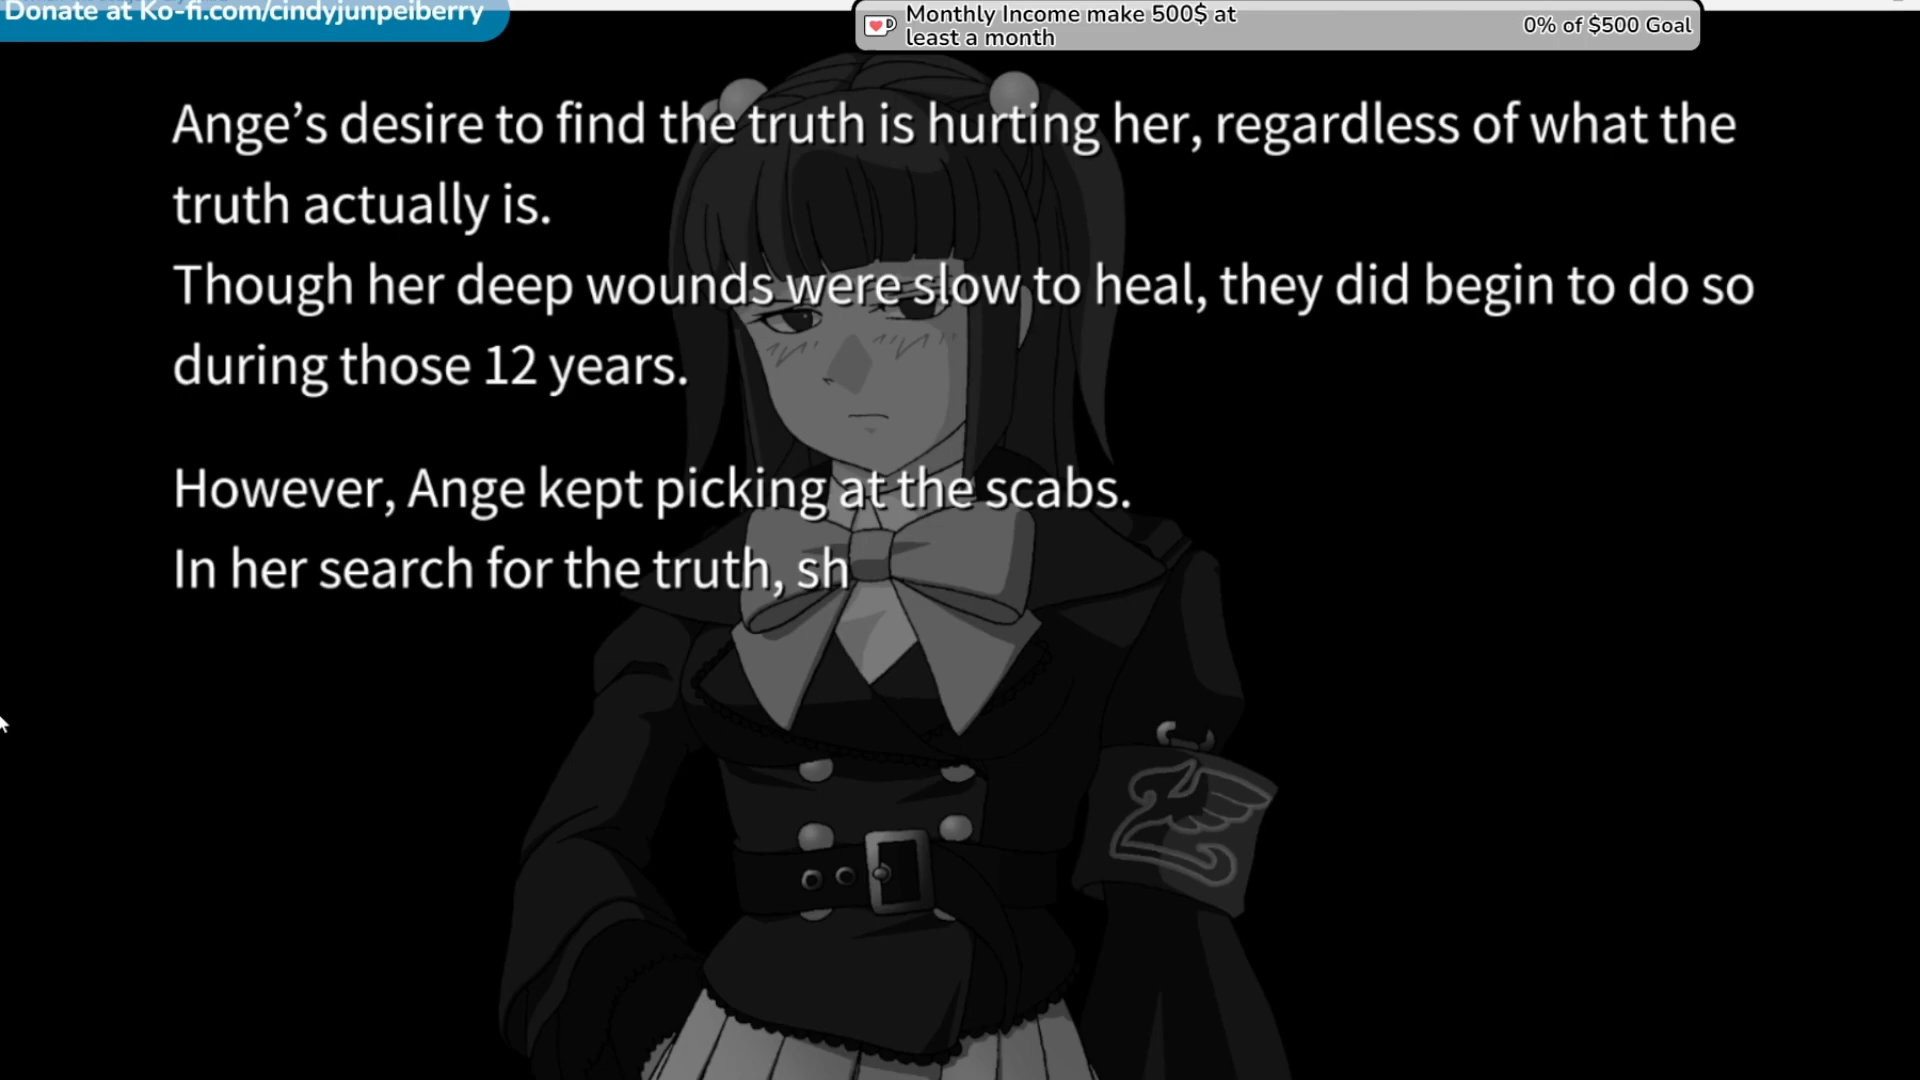 Donate at Ko-fi.com/cindyjunpeiberry
Monthly Income make 500$ at
least a month
0% of $500 Goal
Ange’s desire to find the truth is hurting her, regardless of what the
truth actually is.
Though her deep wounds were slow to heal, they did begin to do so
during those 12 years.
However, Ange kept picking at the scabs.
In her search for the truth, sh